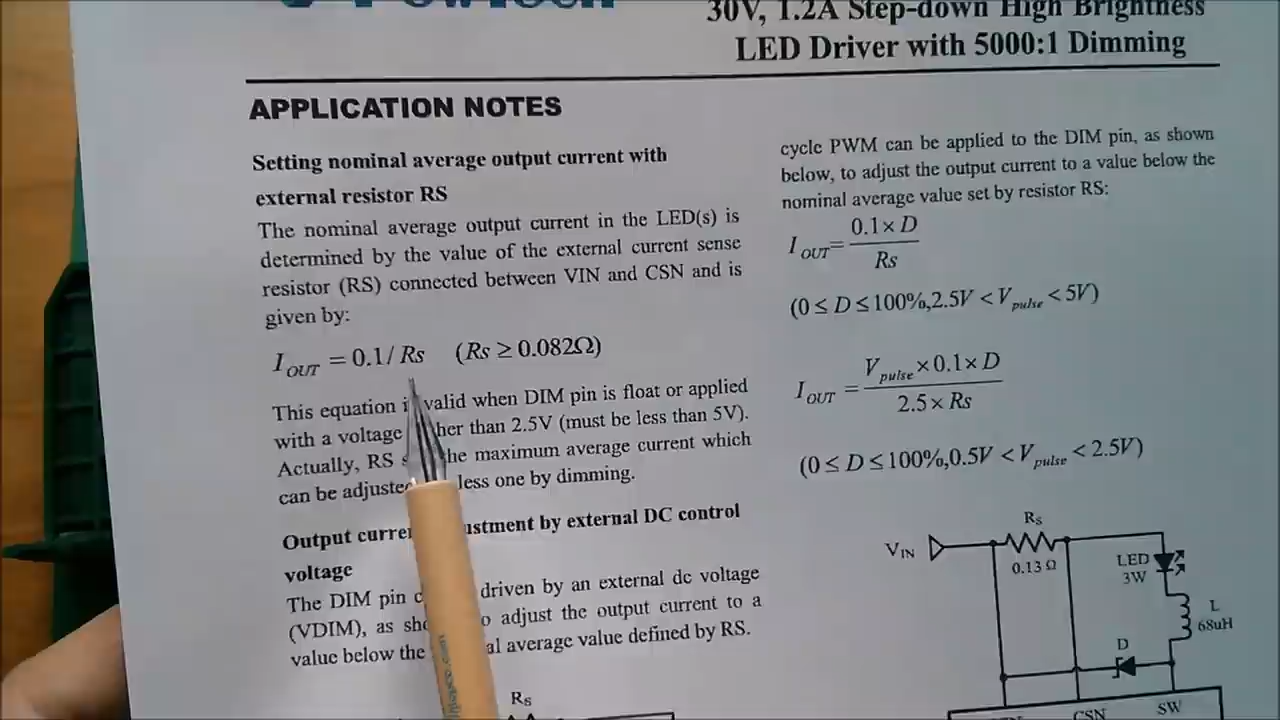 PowTech
30V, 1.2A Step-down High Brightness
LED Driver with 5000:1 Dimming
APPLICATION NOTES
Setting nominal average output current with
external resistor RS
The nominal average output current in the LED(s) is
determined by the value of the external current sense
resistor (RS) connected between VIN and CSN and is
given by:
I OUT = 0.1/ Rs (Rs ≥ 0.082Ω)
This equation i valid when DIM pin is float or applied
with a voltage her than 2.5V (must be less than 5V).
Actually, RS s he maximum average current which
can be adjusted less one by dimming.
Output curre ustment by external DC control
voltage
The DIM pin c driven by an external dc voltage
(VDIM), as sho o adjust the output current to a
value below the al average value defined by RS.
Rs
cycle PWM can be applied to the DIM pin, as shown
below, to adjust the output current to a value below the
nominal average value set by resistor RS:
I OUT = 0.1 × D / Rs
(0 ≤ D ≤ 100%, 2.5V < V pulse < 5V)
I OUT = V pulse × 0.1 × D / 2.5 × Rs
(0 ≤ D ≤ 100%, 0.5V < V pulse < 2.5V)
Rs
VIN
0.13 Ω
LED
3W
L
68uH
D
CSN
SW